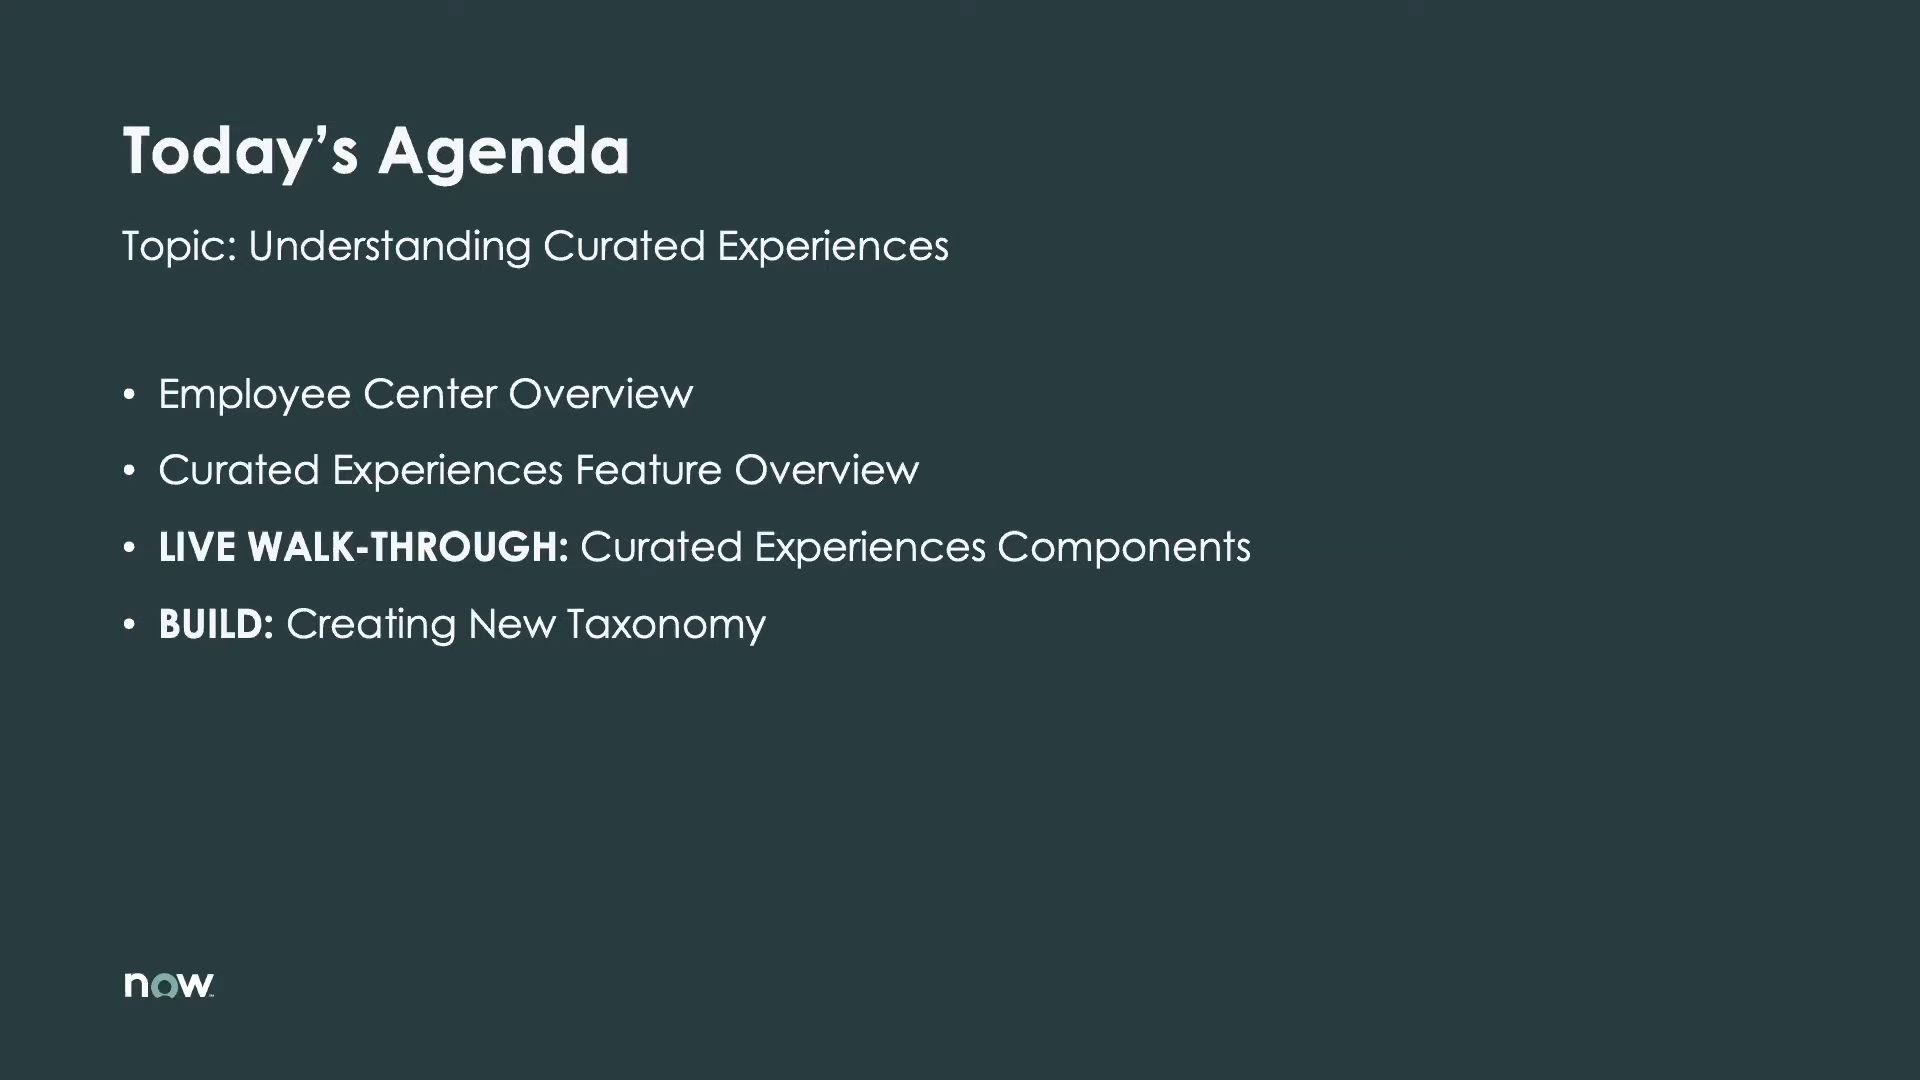 Today’s Agenda
Topic: Understanding Curated Experiences
• Employee Center Overview
• Curated Experiences Feature Overview
• LIVE WALK-THROUGH: Curated Experiences Components
• BUILD: Creating New Taxonomy
now